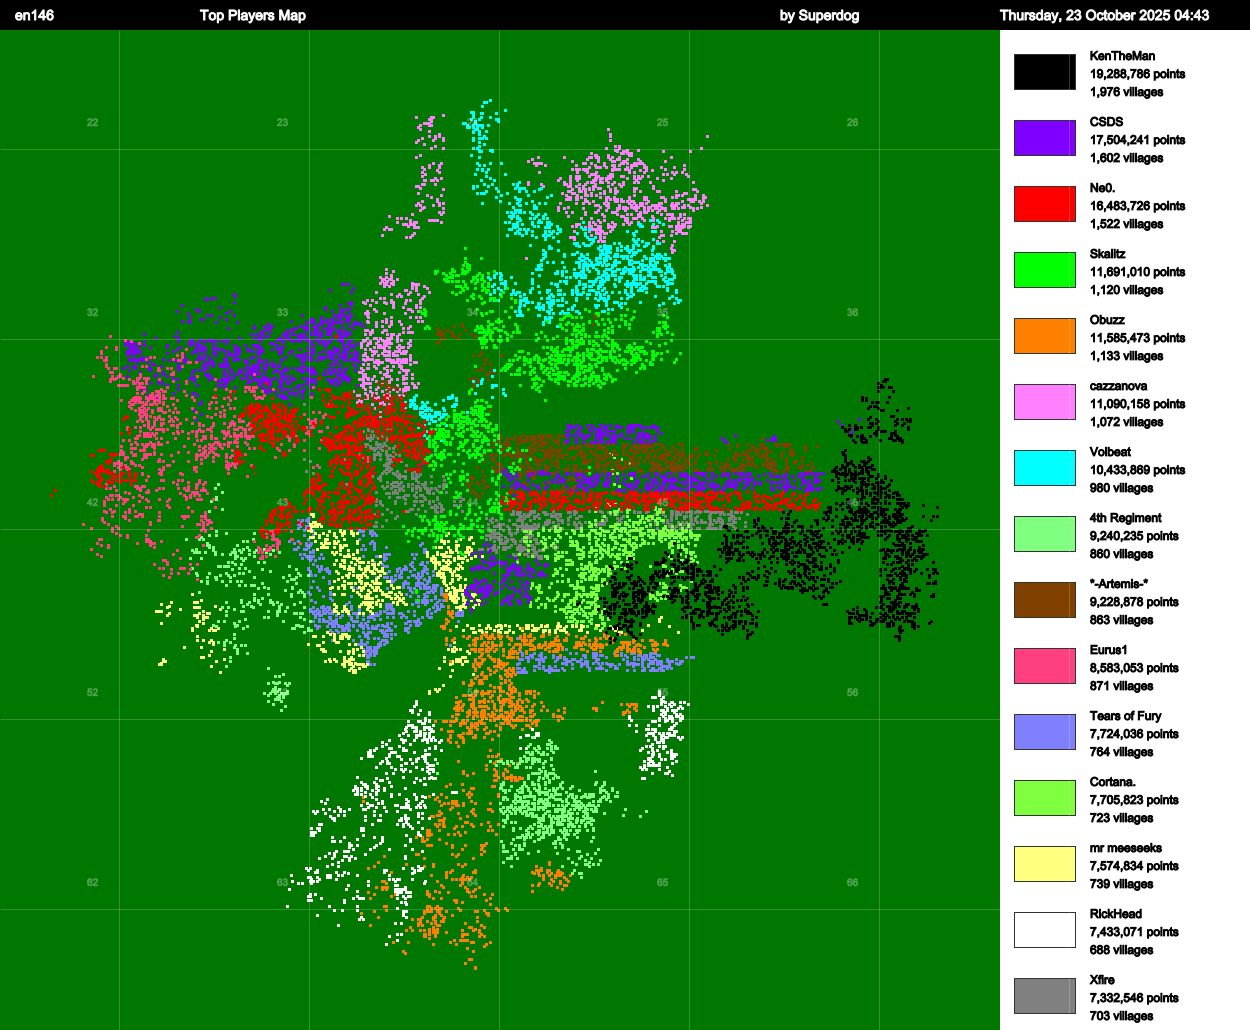 en146 Top Players Map by Superdog Thursday, 23 October 2025 04:43
KenTheMan
19,288,786 points
1,976 villages
22 23 25 26
CSDS
17,504,241 points
1,602 villages
Ne0.
16,483,726 points
1,522 villages
Skalitz
11,691,010 points
1,120 villages
32 33 34 35 36
Obuzz
11,585,473 points
1,133 villages
cazzanova
11,090,158 points
1,072 villages
Volbeat
10,433,869 points
980 villages
42 43 45
4th Regiment
9,240,235 points
860 villages
*-Artemis-*
9,228,878 points
863 villages
Eurus1
8,583,053 points
871 villages
52 54 55 56
Tears of Fury
7,724,036 points
764 villages
Cortana.
7,705,823 points
723 villages
mr meeseeks
7,574,834 points
739 villages
62 63 64 65 66
RickHead
7,433,071 points
688 villages
Xfire
7,332,546 points
703 villages